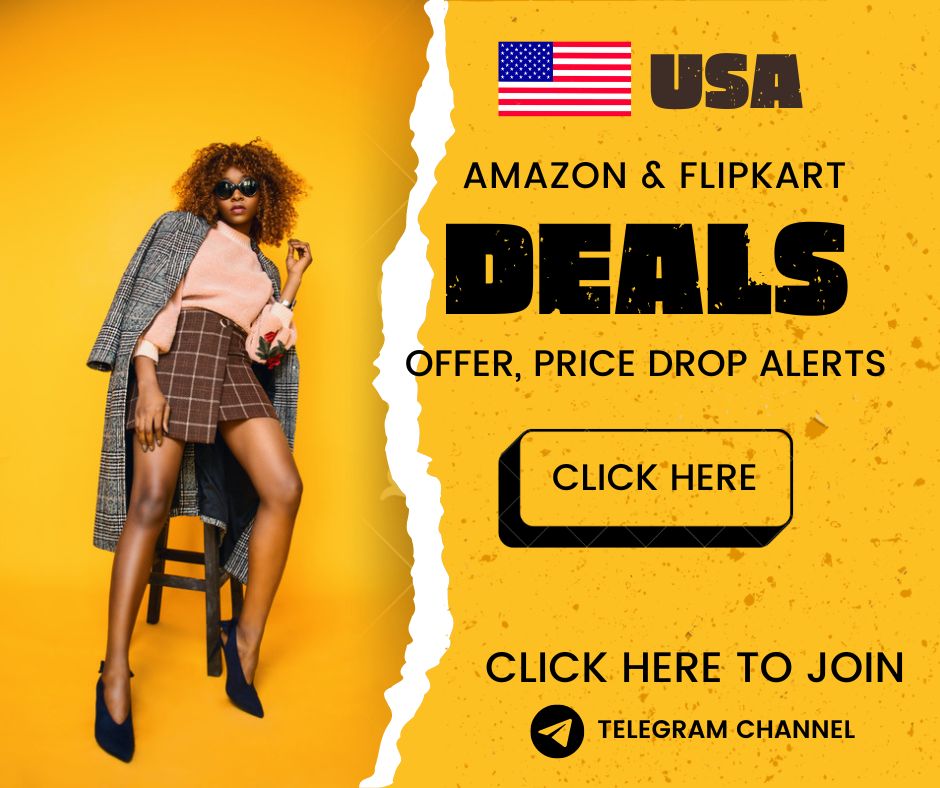 USA
AMAZON & FLIPKART
DEALS
OFFER, PRICE DROP ALERTS
CLICK HERE
CLICK HERE TO JOIN
TELEGRAM CHANNEL